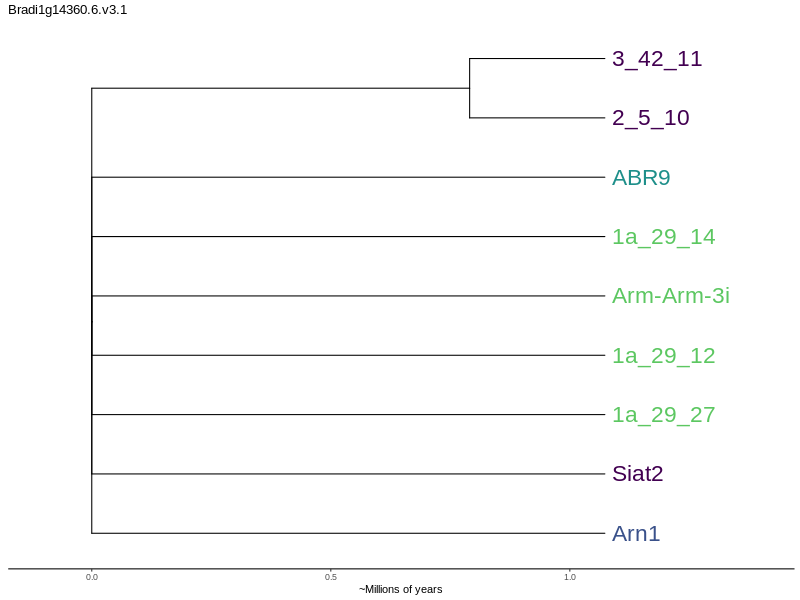 Bradi1g14360.6.v3.1
3_42_11
2_5_10
ABR9
1a_29_14
Arm-Arm-3i
1a_29_12
1a_29_27
Siat2
Arn1
0.0 0.5 1.0
~Millions of years